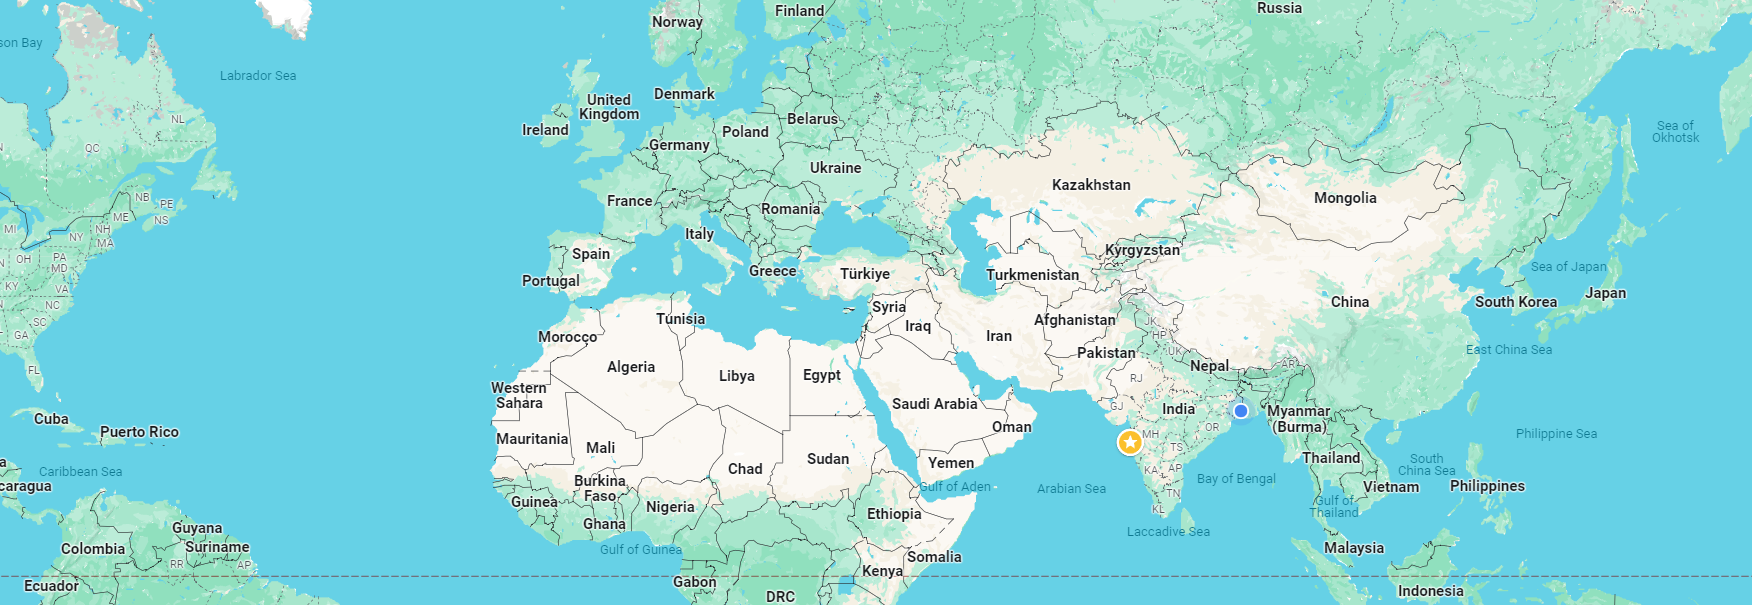 Norway
Finland
Russia
son Bay
Labrador Sea
Denmark
United
Kingdom
Ireland
NL
Belarus
Poland
Sea of
Okhotsk
QC
Germany
Ukraine
Kazakhstan
Mongolia
NB
PE
France
Romania
ME
NS
MI
NH
NY
MA
Italy
Kyrgyzstan
Spain
OH
PA
MD
Greece
Türkiye
Turkmenistan
Sea of Japan
Portugal
KY
VA
Japan
NC
Syria
China
South Korea
SC
Tunisia
Iraq
Afghanistan
JK
GA
Morocco
Iran
HP
Pakistan
UK
East China Sea
FL
Algeria
Libya
Egypt
Nepal
AR
RJ
Western
Sahara
Saudi Arabia
GJ
India
Myanmar
(Burma)
Cuba
Puerto Rico
Oman
OR
Mauritania
Mali
MH
TS
Philippine Sea
a
Caribbean Sea
Chad
Sudan
Yemen
KA
AP
Thailand
South
China Sea
caragua
Burkina
Faso
Gulf of Aden
Arabian Sea
Bay of Bengal
TN
Vietnam
Philippines
Guinea
Nigeria
Ethiopia
KL
Gulf of
Thailand
Guyana
Ghana
Laccadive Sea
Colombia
Suriname
Gulf of Guinea
Somalia
Malaysia
RR
AP
Kenya
Ecuador
Gabon
DRC
Indonesia